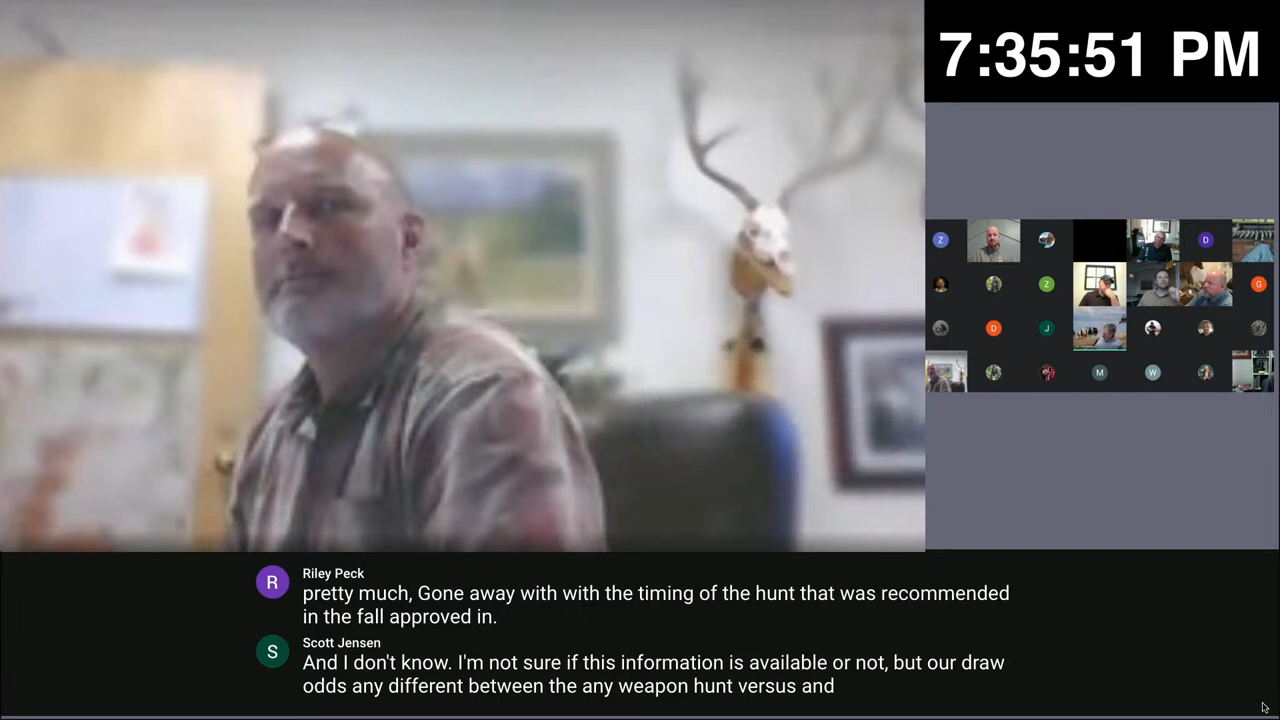 7:35:51 PM
Z
D
Z
G
D
J
M
W
R
Riley Peck
pretty much, Gone away with with the timing of the hunt that was recommended
in the fall approved in.
S
Scott Jensen
And I don't know. I'm not sure if this information is available or not, but our draw
odds any different between the any weapon hunt versus and